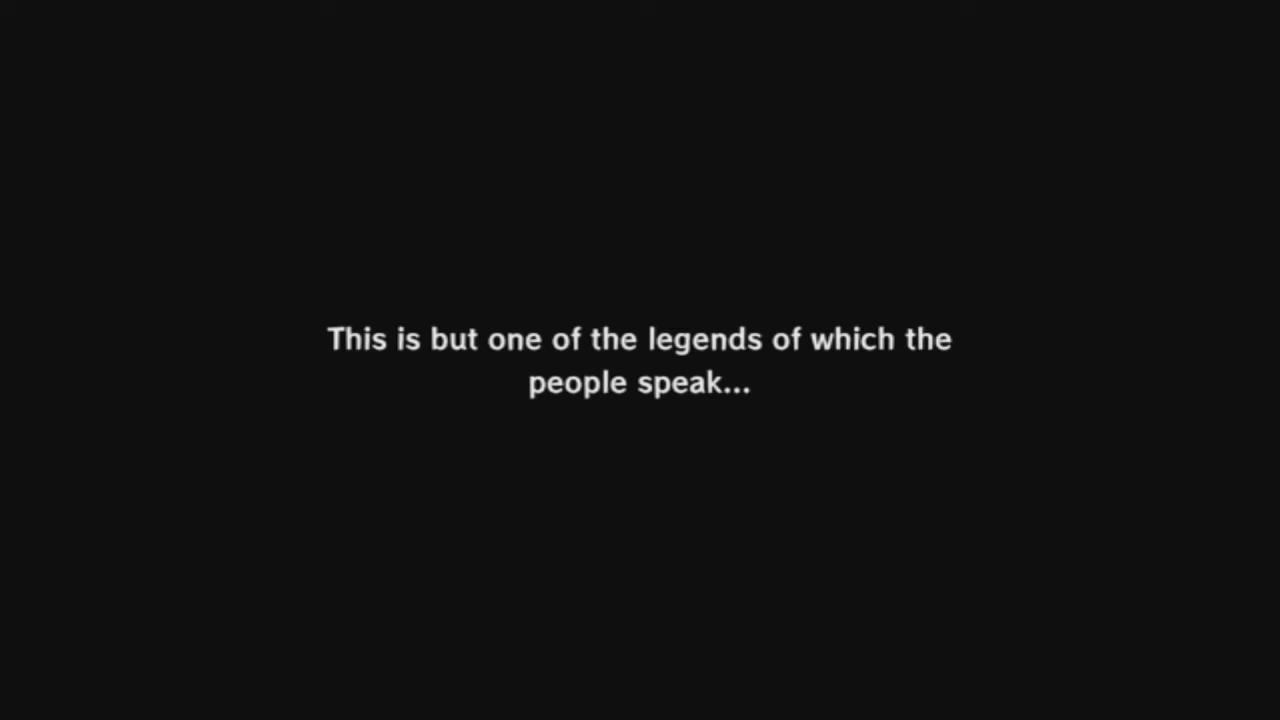 This is but one of the legends of which the
people speak...